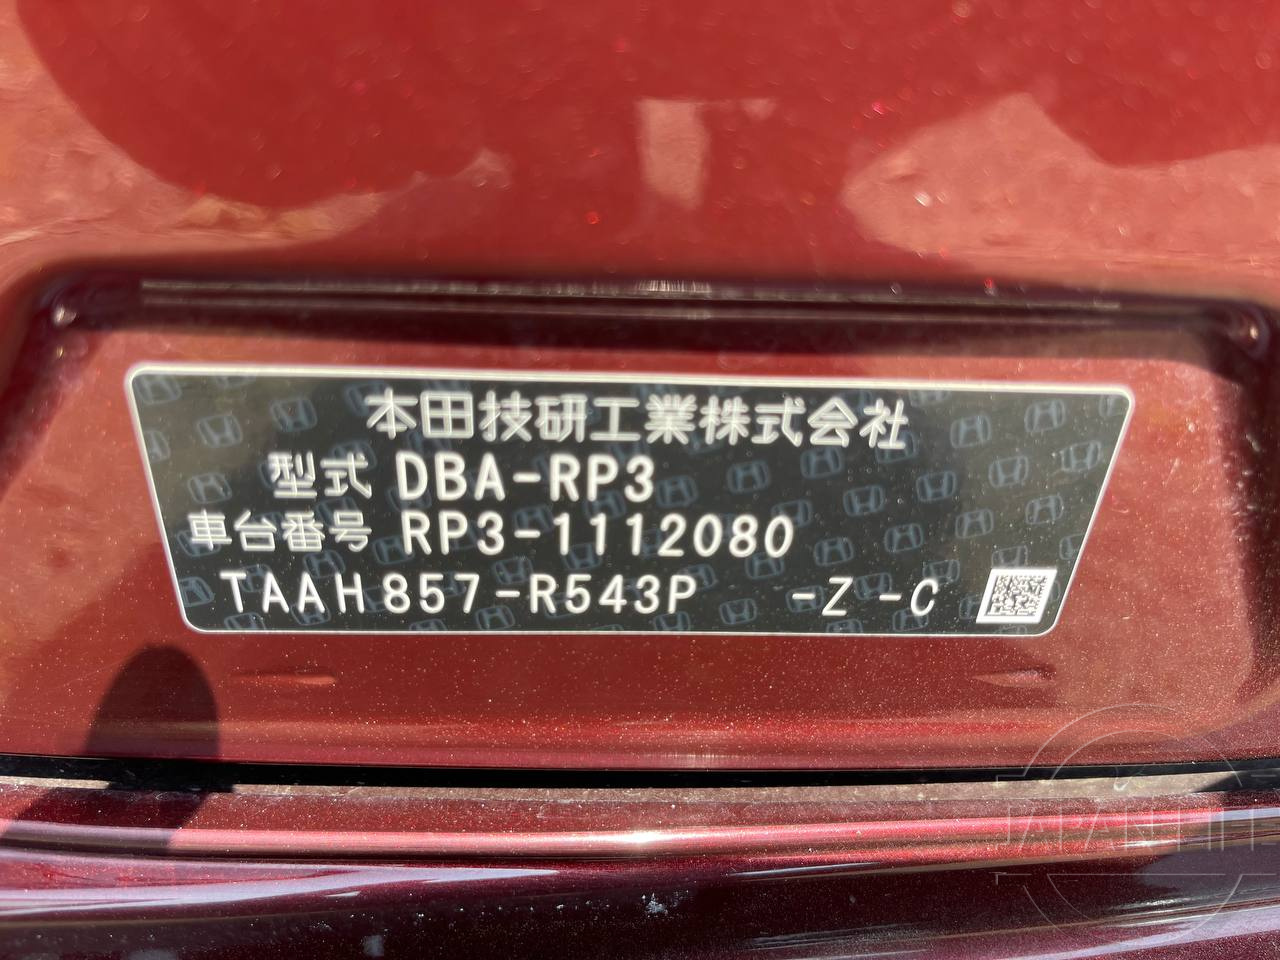 本田技研工業株式会社
型式 DBA-RP3
車台番号 RP3-1112080
TAAH857-R543P -Z -C